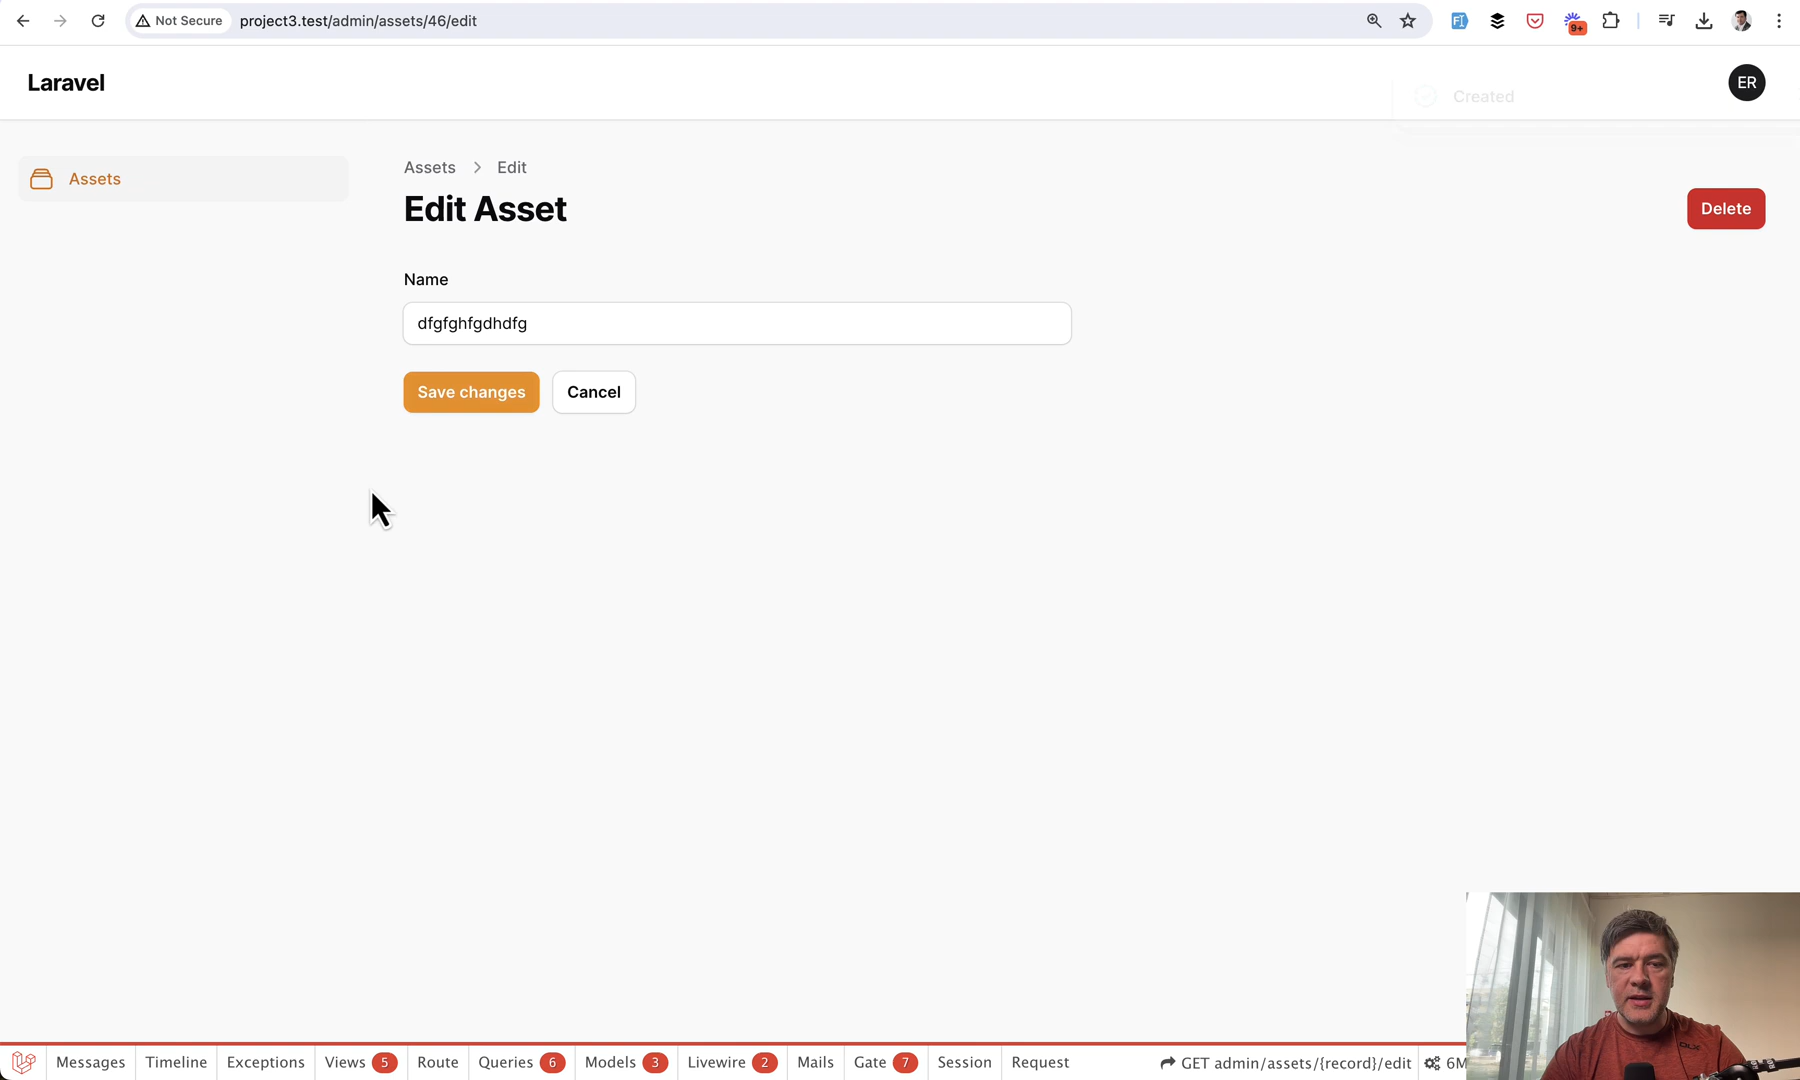 Not Secure project3.test/admin/assets/46/edit
9+
Laravel
Created
ER
Assets
Assets > Edit
Edit Asset
Delete
Name
dfgfghfgdhdfg
Save changes
Cancel
Messages Timeline Exceptions Views 5 Route Queries 6 Models 3 Livewire 2 Mails Gate 7 Session Request GET admin/assets/{record}/edit 6M